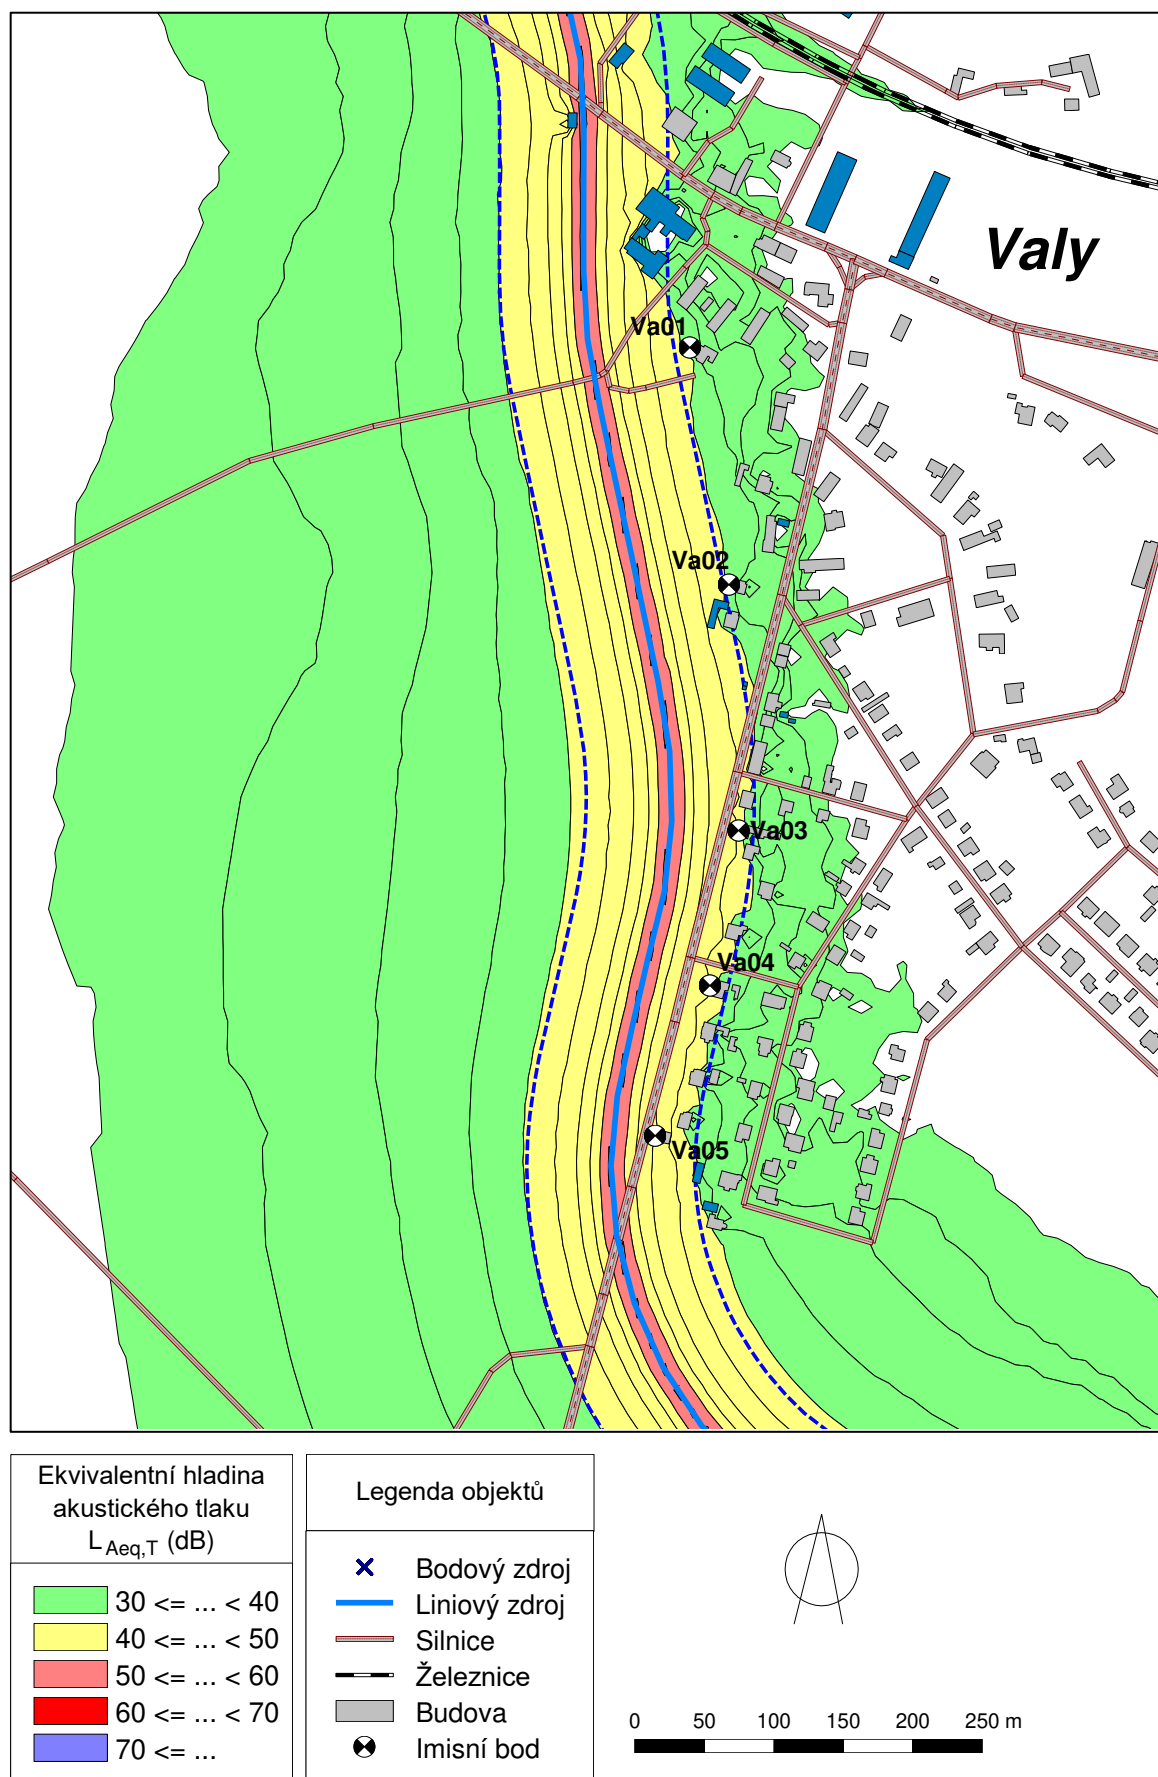 Valy
Va01
Va02
Va03
Va04
Va05
Ekvivalentní hladina
akustického tlaku
L Aeq,T (dB)
30 <= ... < 40
40 <= ... < 50
50 <= ... < 60
60 <= ... < 70
70 <= ...
Legenda objektů
Bodový zdroj
Liniový zdroj
Silnice
Železnice
Budova
Imisní bod
0 50 100 150 200 250 m